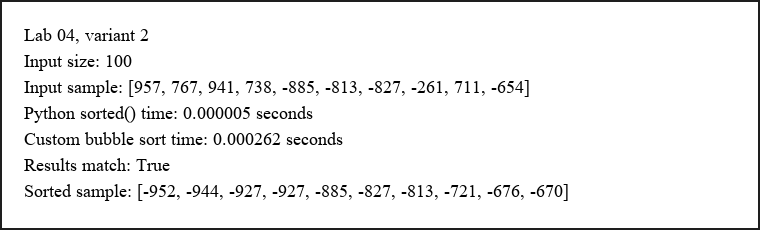 Lab 04, variant 2
Input size: 100
Input sample: [957, 767, 941, 738, -885, -813, -827, -261, 711, -654]
Python sorted() time: 0.000005 seconds
Custom bubble sort time: 0.000262 seconds
Results match: True
Sorted sample: [-952, -944, -927, -927, -885, -827, -813, -721, -676, -670]